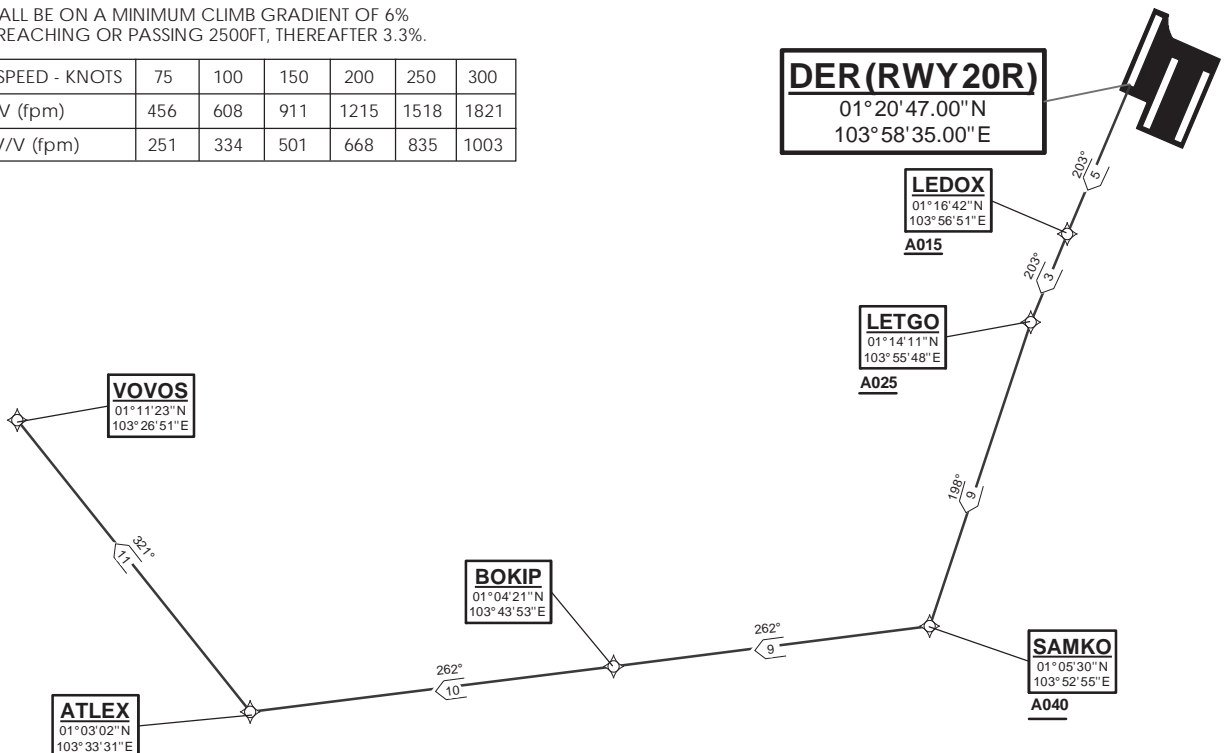 ALL BE ON A MINIMUM CLIMB GRADIENT OF 6%
REACHING OR PASSING 2500FT, THEREAFTER 3.3%.
SPEED - KNOTS 75 100 150 200 250 300
V (fpm) 456 608 911 1215 1518 1821
V/V (fpm) 251 334 501 668 835 1003
DER (RWY 20R)
01°20'47.00"N
103°58'35.00"E
203°
5
LEDOX
01°16'42"N
103°56'51"E
A015
203°
3
LETGO
01°14'11"N
103°55'48"E
A025
198°
9
SAMKO
01°05'30"N
103°52'55"E
A040
262°
9
BOKIP
01°04'21"N
103°43'53"E
262°
10
ATLEX
01°03'02"N
103°33'31"E
321°
11
VOVOS
01°11'23"N
103°26'51"E